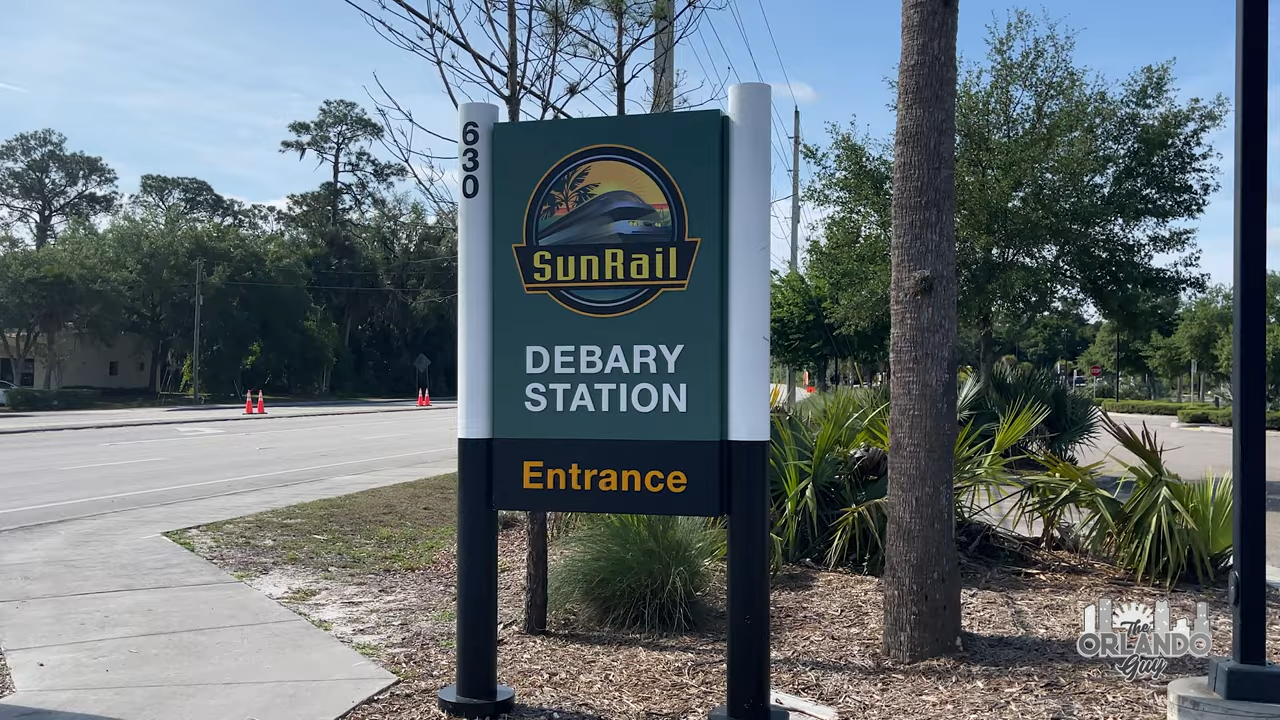 630
SunRail
DEBARY
STATION
Entrance
The
ORLANDO
Guy